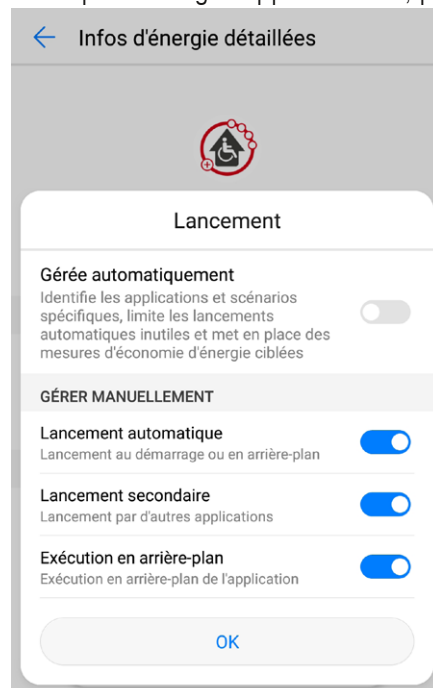 Infos d'énergie détaillées
Lancement
Gérée automatiquement
Identifie les applications et scénarios
spécifiques, limite les lancements
automatiques inutiles et met en place des
mesures d'économie d'énergie ciblées
GÉRER MANUELLEMENT
Lancement automatique
Lancement au démarrage ou en arrière-plan
Lancement secondaire
Lancement par d'autres applications
Exécution en arrière-plan
Exécution en arrière-plan de l'application
OK